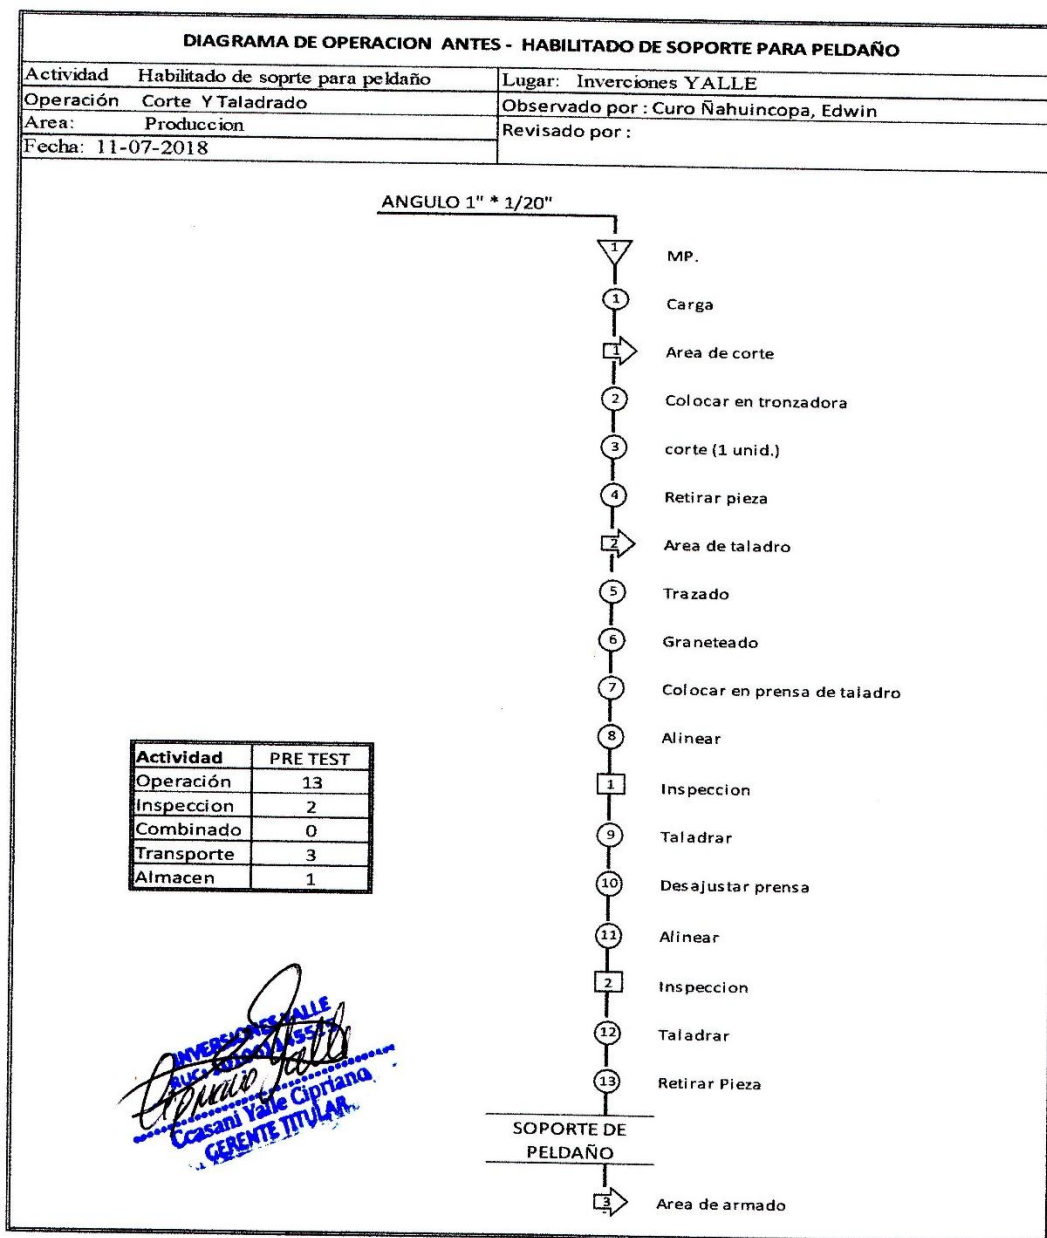 DIAGRAMA DE OPERACION ANTES - HABILITADO DE SOPORTE PARA PELDAÑO
Actividad Habilitado de soprte para peldaño
Lugar: Inverciones YALLE
Operación Corte Y Taladrado
Observado por : Curo Ñahuincopa, Edwin
Area: Produccion
Revisado por :
Fecha: 11-07-2018
ANGULO 1" * 1/20"
1 MP.
1 Carga
1 Area de corte
2 Colocar en tronzadora
3 corte (1 unid.)
4 Retirar pieza
2 Area de taladro
5 Trazado
6 Graneteado
7 Colocar en prensa de taladro
8 Alinear
1 Inspeccion
9 Taladrar
10 Desajustar prensa
11 Alinear
2 Inspeccion
12 Taladrar
13 Retirar Pieza
SOPORTE DE
PELDAÑO
3 Area de armado
Actividad PRE TEST
Operación 13
Inspeccion 2
Combinado 0
Transporte 3
Almacen 1
INVERSIONES YALLE
RUC:
Ccasani Yalle Cipriano
GERENTE TITULAR